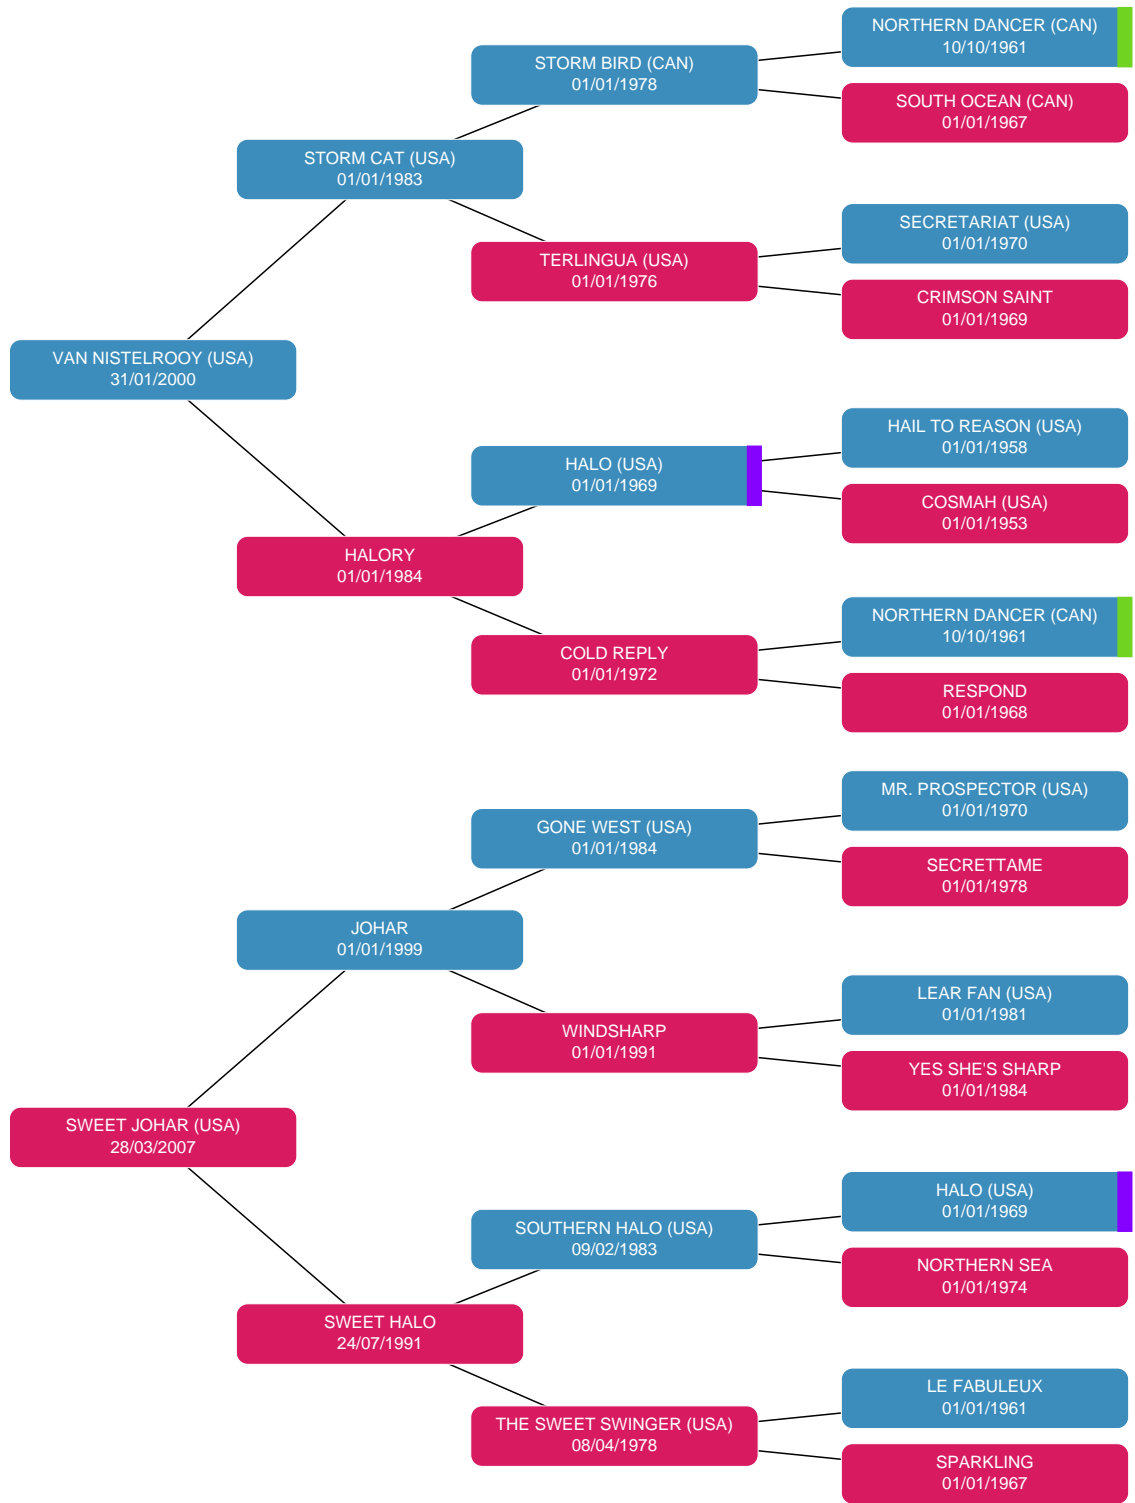 NORTHERN DANCER (CAN)
10/10/1961
STORM BIRD (CAN)
01/01/1978
SOUTH OCEAN (CAN)
01/01/1967
STORM CAT (USA)
01/01/1983
SECRETARIAT (USA)
01/01/1970
TERLINGUA (USA)
01/01/1976
CRIMSON SAINT
01/01/1969
VAN NISTELROOY (USA)
31/01/2000
HAIL TO REASON (USA)
01/01/1958
HALO (USA)
01/01/1969
COSMAH (USA)
01/01/1953
HALORY
01/01/1984
NORTHERN DANCER (CAN)
10/10/1961
COLD REPLY
01/01/1972
RESPOND
01/01/1968
MR. PROSPECTOR (USA)
01/01/1970
GONE WEST (USA)
01/01/1984
SECRETTAME
01/01/1978
JOHAR
01/01/1999
LEAR FAN (USA)
01/01/1981
WINDSHARP
01/01/1991
YES SHE'S SHARP
01/01/1984
SWEET JOHAR (USA)
28/03/2007
HALO (USA)
01/01/1969
SOUTHERN HALO (USA)
09/02/1983
NORTHERN SEA
01/01/1974
SWEET HALO
24/07/1991
LE FABULEUX
01/01/1961
THE SWEET SWINGER (USA)
08/04/1978
SPARKLING
01/01/1967